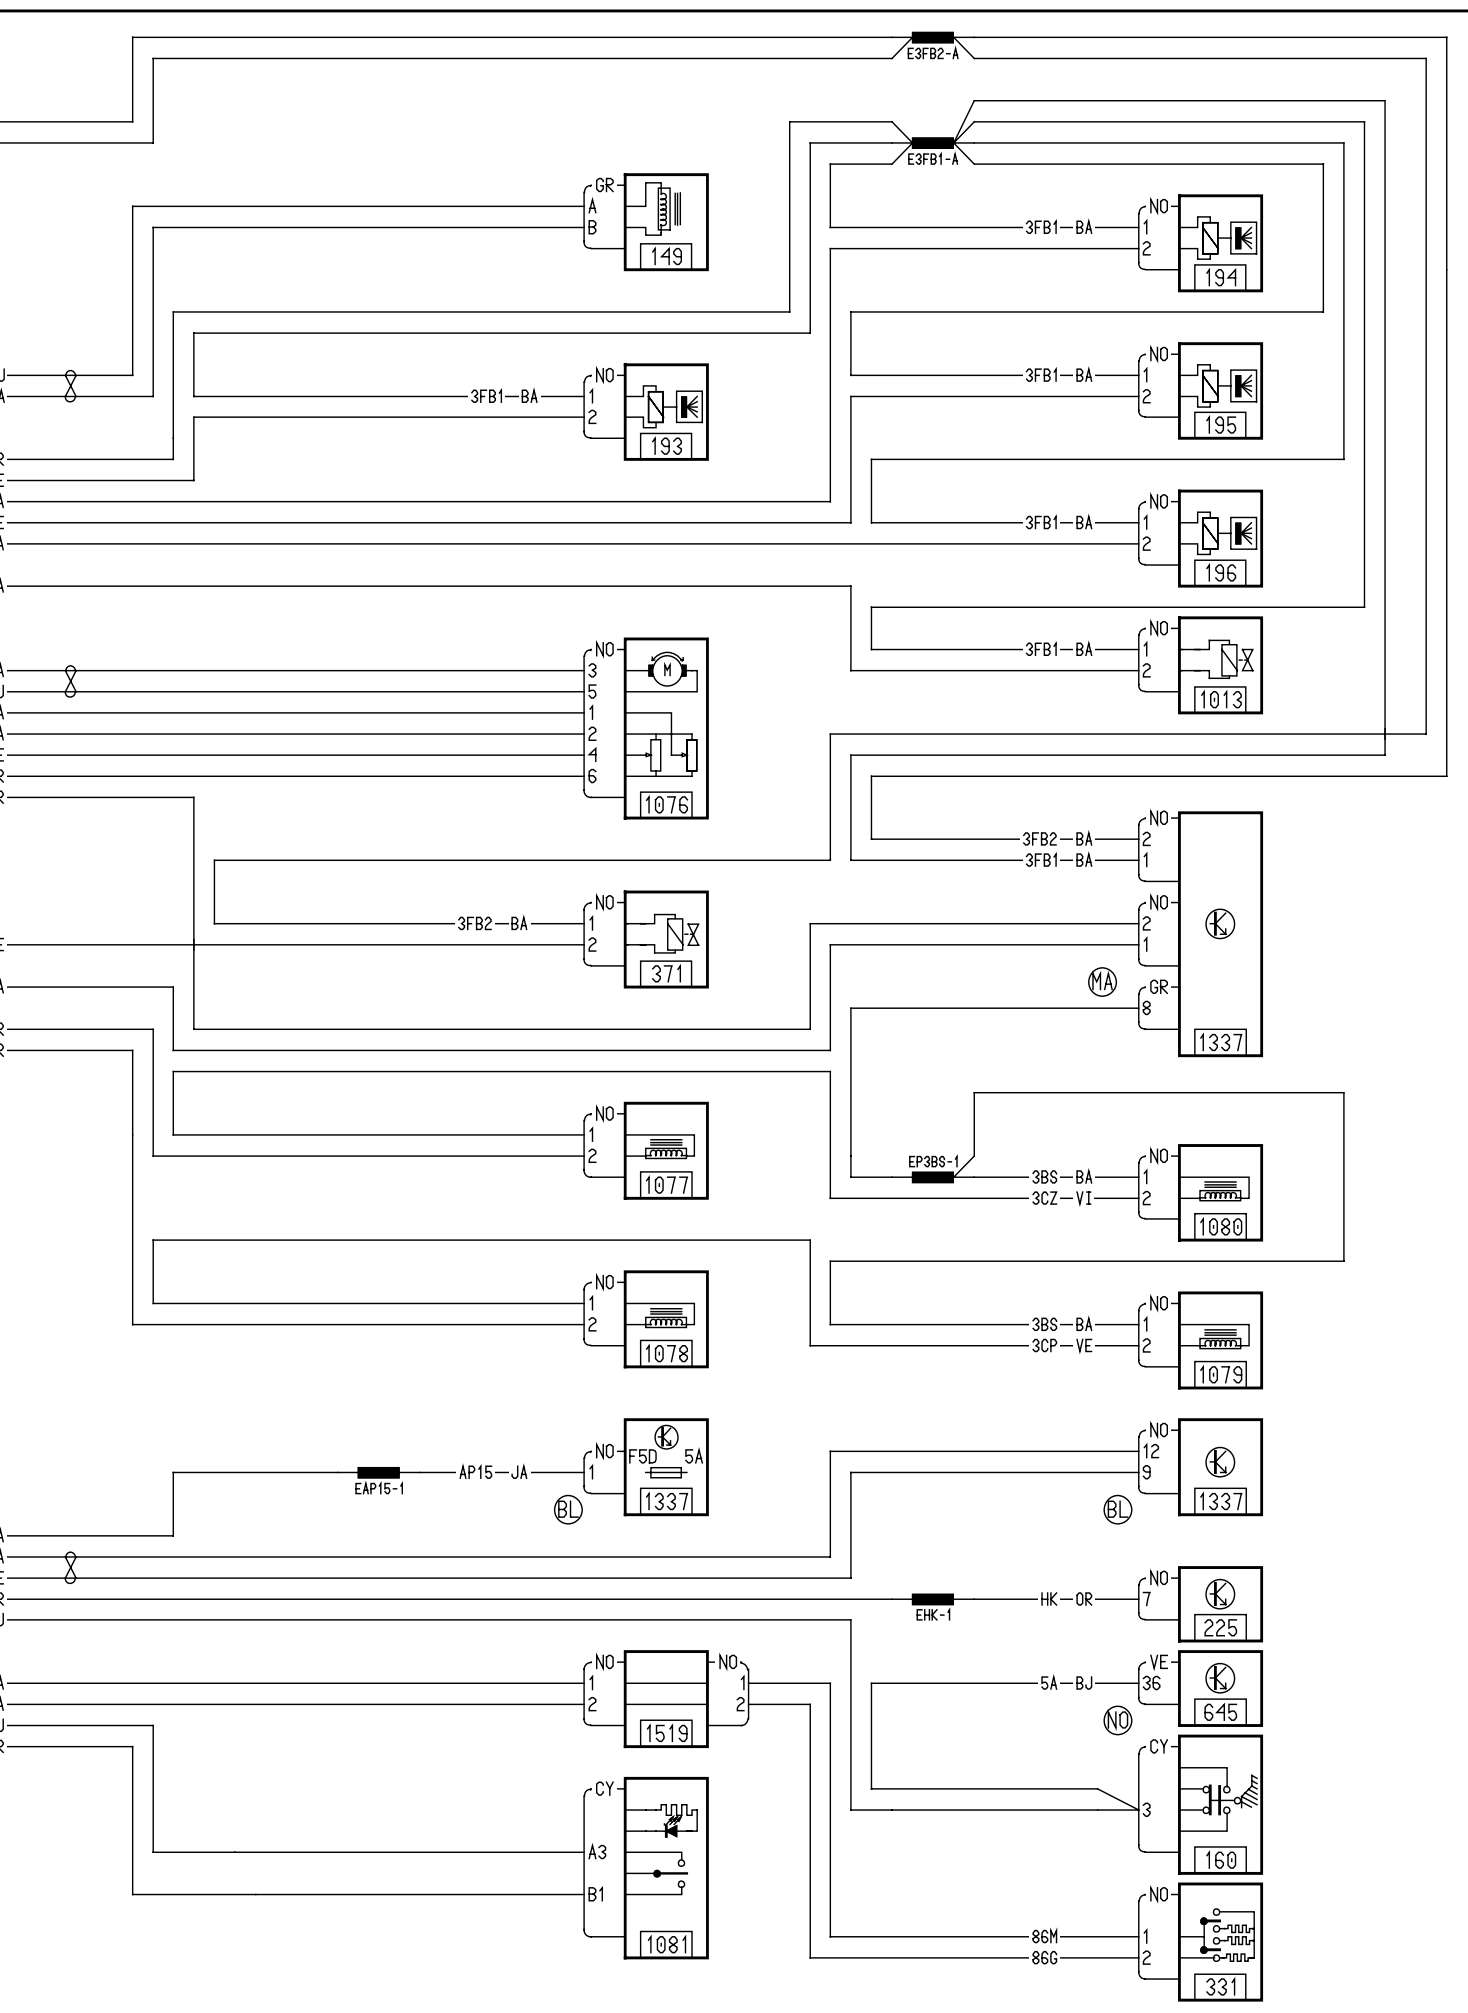 E3FB2-A
E3FB1-A
GR
A
B
149
NO
3FB1-BA 1
2
194
NO
3FB1-BA 1
2
193
NO
3FB1-BA 1
2
195
NO
3FB1-BA 1
2
196
NO
3FB1-BA 1
2
1013
NO
3
5
1
2
4
6
M
1076
NO
3FB2-BA 2
3FB1-BA 1
NO
2
1
MA
GR
8
1337
NO
3FB2-BA 1
2
371
NO
1
2
1077
EP3BS-1
NO
3BS-BA 1
3CZ-VI 2
1080
NO
1
2
1078
NO
3BS-BA 1
3CP-VE 2
1079
EAP15-1
AP15-JA
NO
1
F5D 5A
1337
BL
NO
12
9
1337
BL
EHK-1
HK-OR
NO
7
225
VE
5A-BJ 36
645
NO
NO
1
2
1519
NO
1
2
CY
3
160
CY
A3
B1
1081
NO
86M 1
86G 2
331